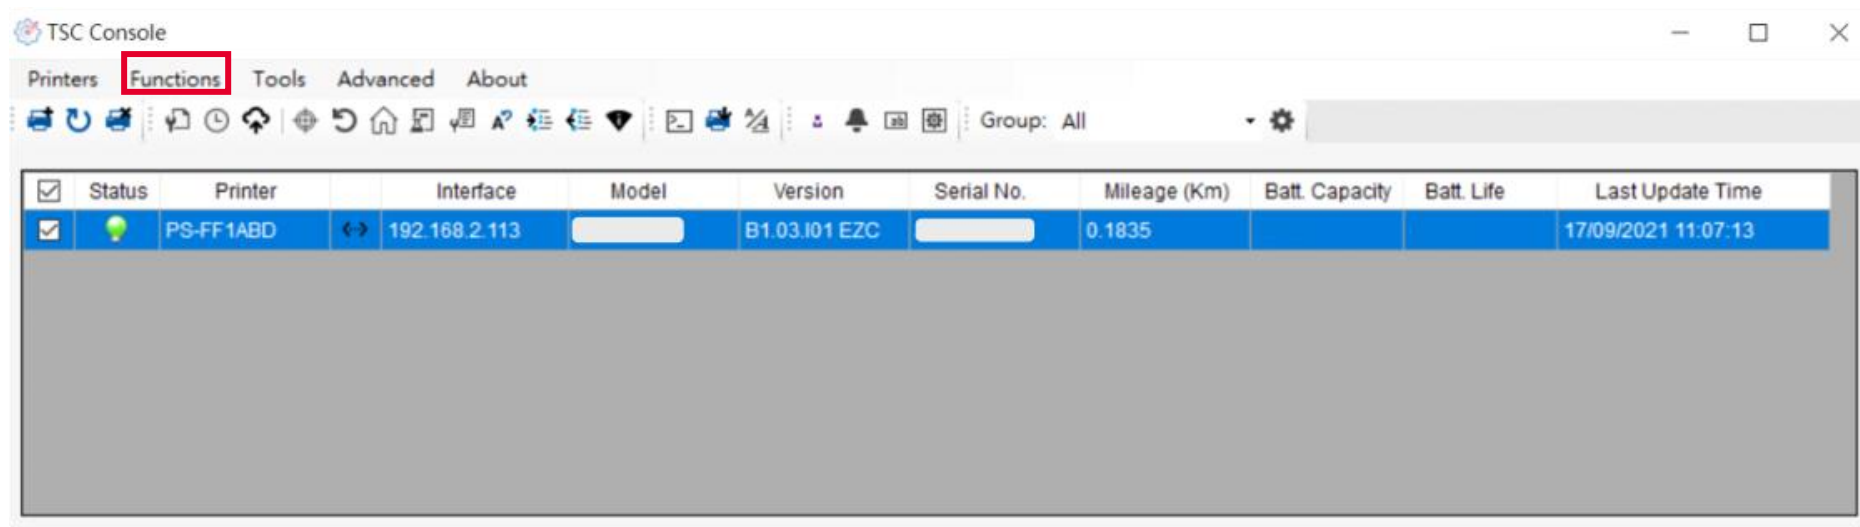 TSC Console
Printers Functions Tools Advanced About
Group: All
Status Printer Interface Model Version Serial No. Mileage (Km) Batt. Capacity Batt. Life Last Update Time
PS-FF1ABD 192.168.2.113 B1.03.I01 EZC 0.1835 17/09/2021 11:07:13